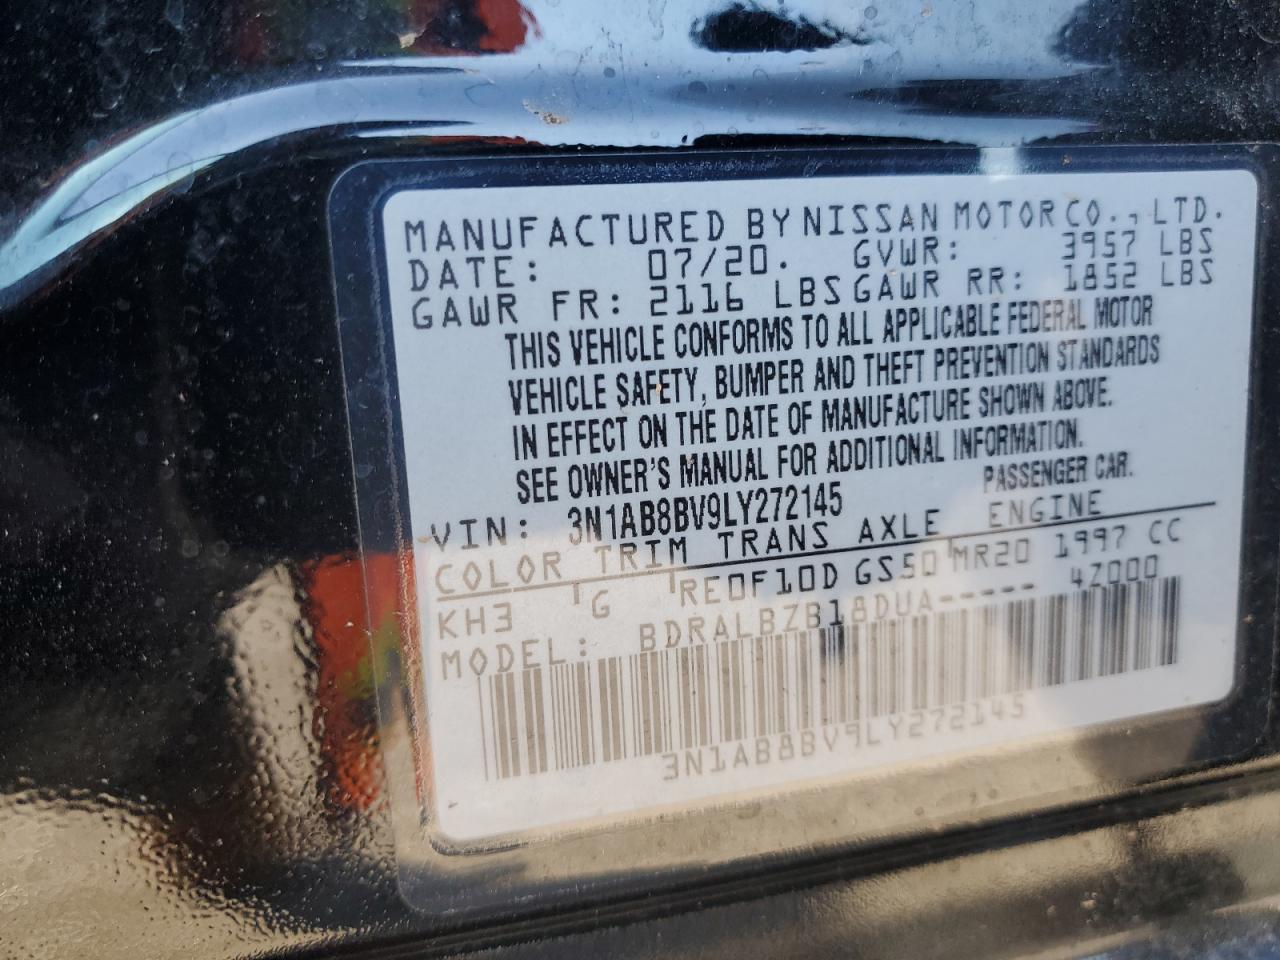 MANUFACTURED BY NISSAN MOTOR CO., LTD.
DATE: 07/20. GVWR: 3957 LBS
GAWR FR: 2116 LBS GAWR RR: 1852 LBS
THIS VEHICLE CONFORMS TO ALL APPLICABLE FEDERAL MOTOR
VEHICLE SAFETY, BUMPER AND THEFT PREVENTION STANDARDS
IN EFFECT ON THE DATE OF MANUFACTURE SHOWN ABOVE.
SEE OWNER'S MANUAL FOR ADDITIONAL INFORMATION.
VIN: 3N1AB8BV9LY272145 PASSENGER CAR.
COLOR TRIM TRANS AXLE ENGINE
KH3 G RE0F10D GS50 MR20 1997 CC
MODEL: BDRALBZB18DUA----- 4Z000
3N1AB8BV9LY272145